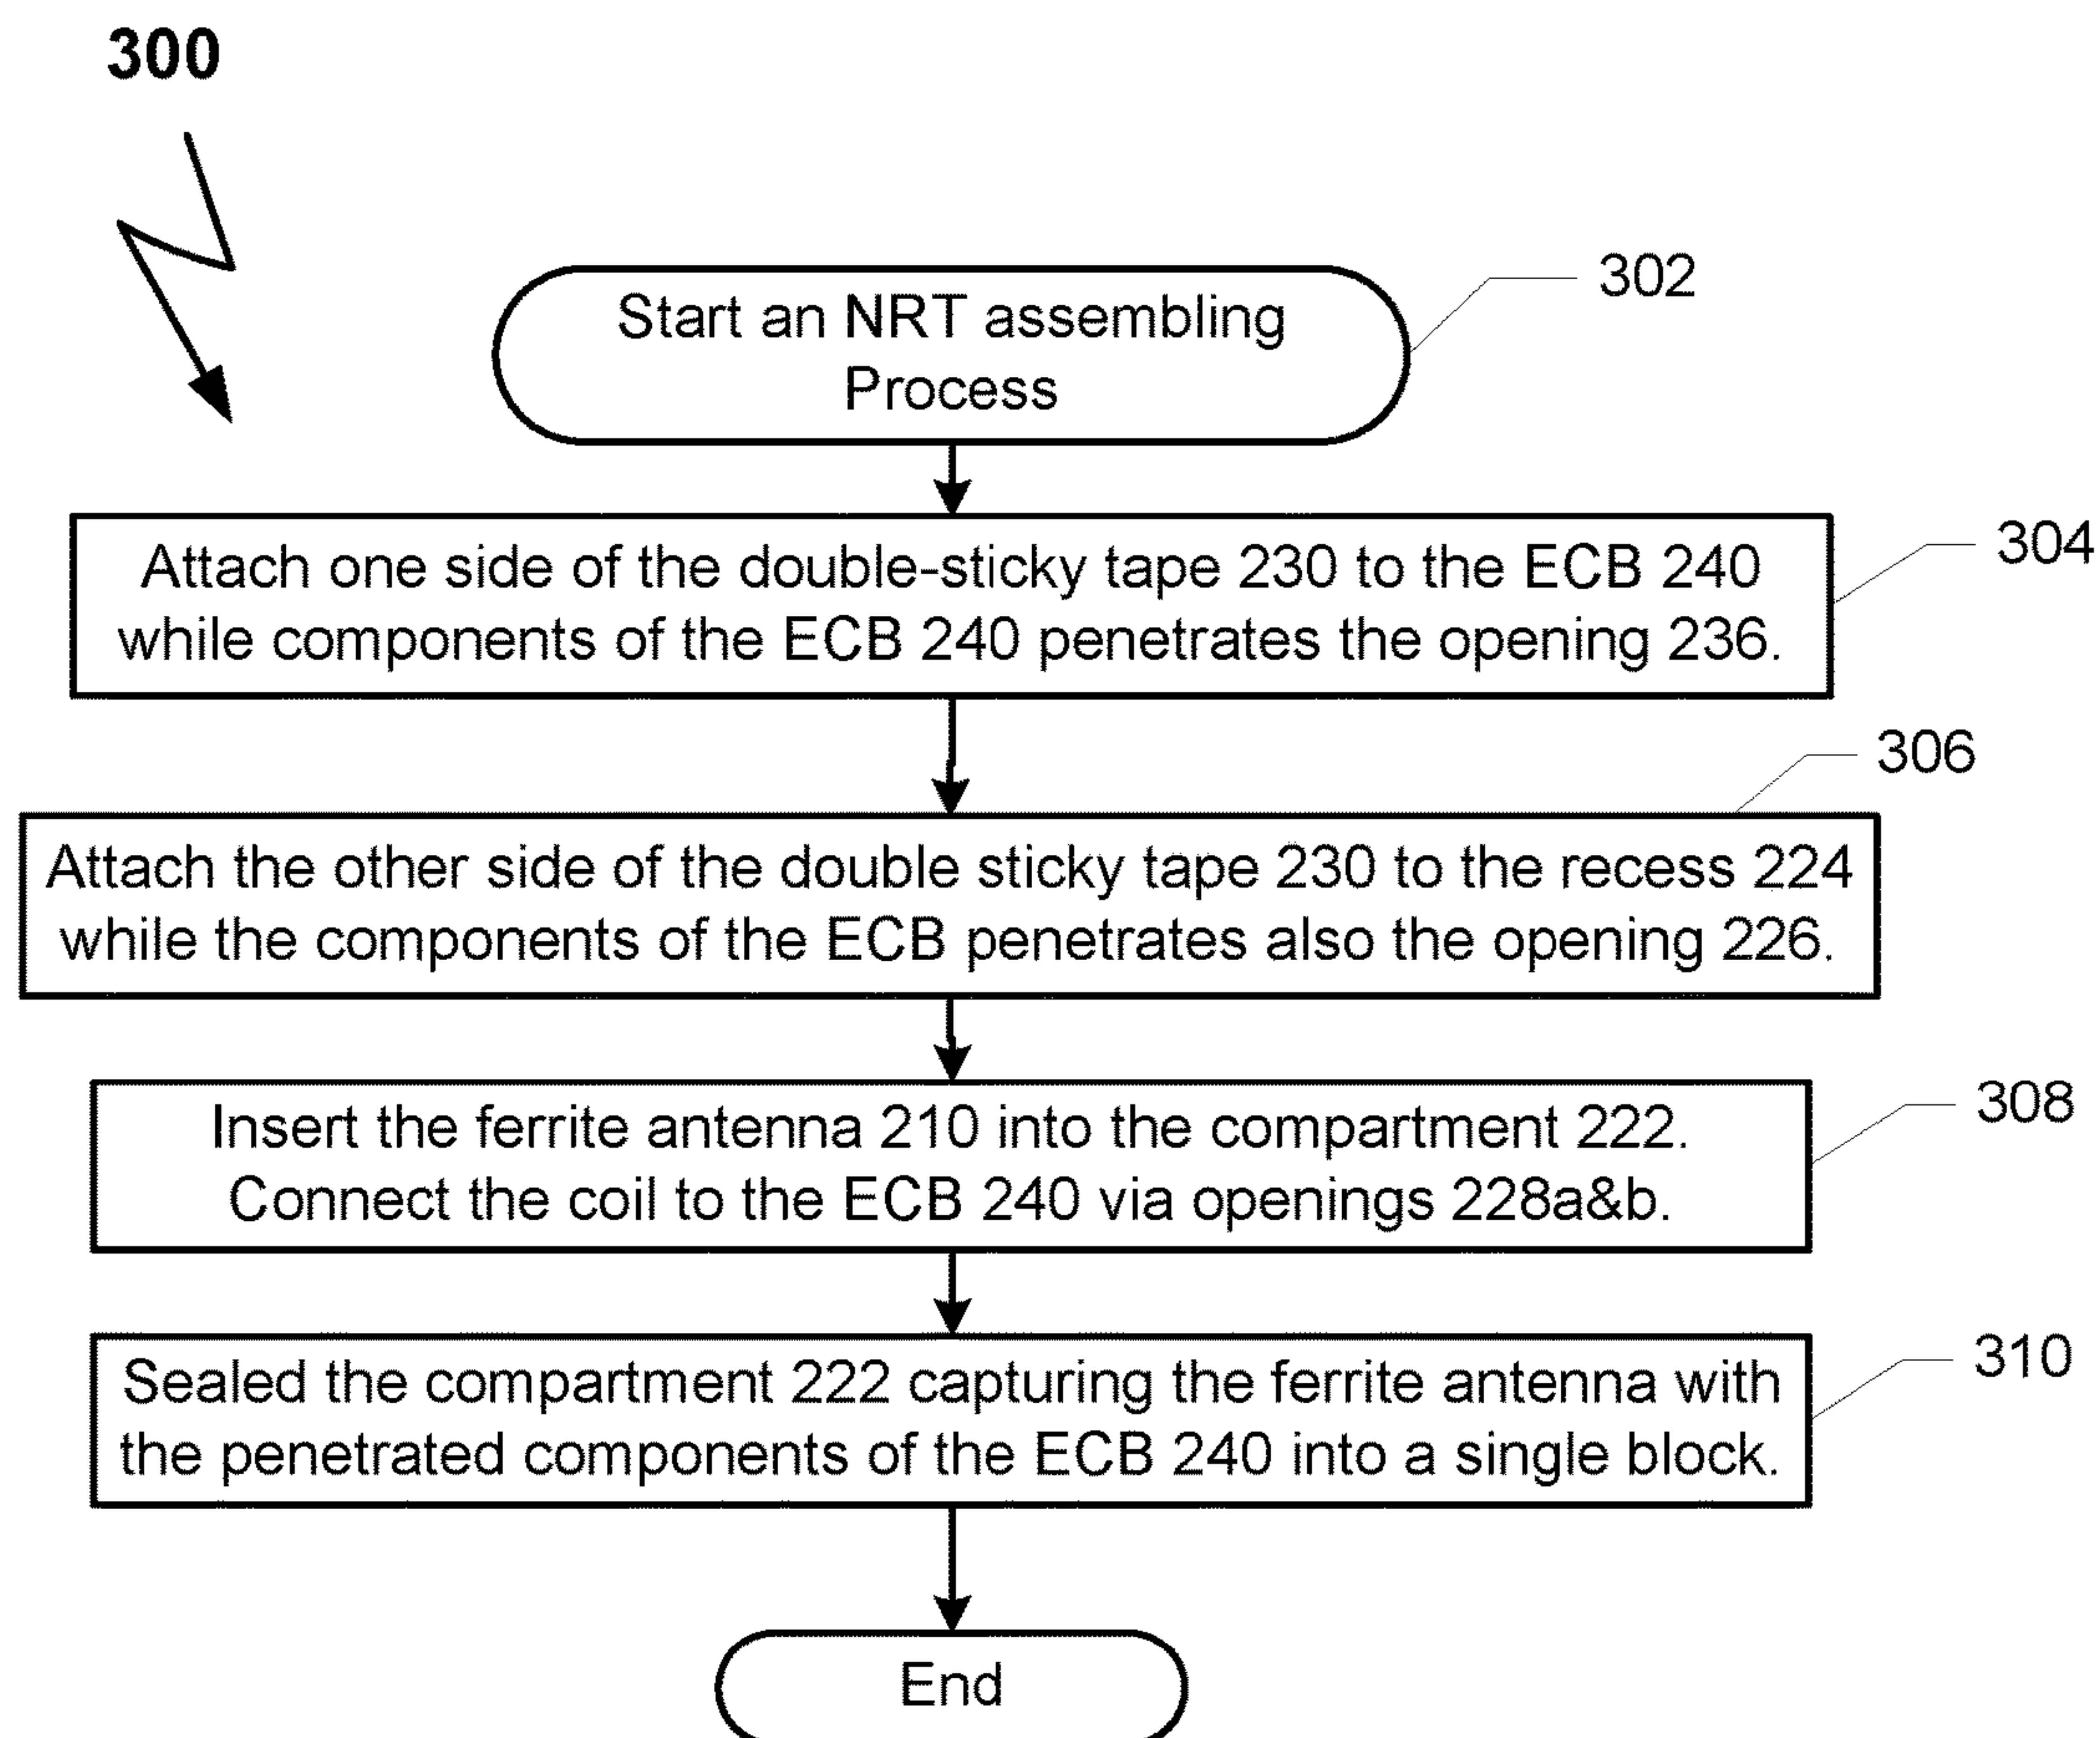 300
302
Start an NRT assembling
Process
304
Attach one side of the double-sticky tape 230 to the ECB 240
while components of the ECB 240 penetrates the opening 236.
306
Attach the other side of the double sticky tape 230 to the recess 224
while the components of the ECB penetrates also the opening 226.
308
Insert the ferrite antenna 210 into the compartment 222.
Connect the coil to the ECB 240 via openings 228a&b.
310
Sealed the compartment 222 capturing the ferrite antenna with
the penetrated components of the ECB 240 into a single block.
End